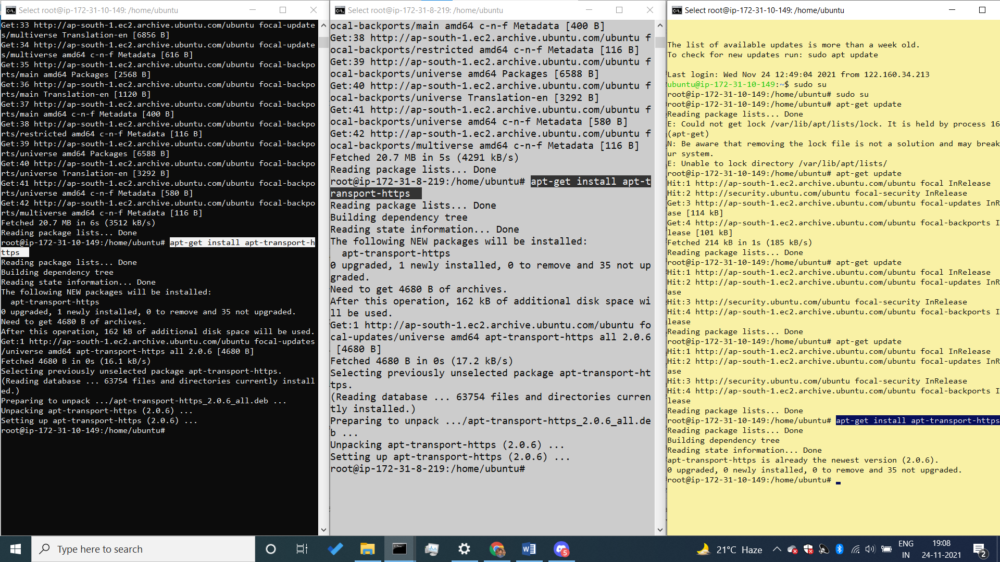 Select root@ip-172-31-10-149: /home/ubuntu
Get:33 http://ap-south-1.ec2.archive.ubuntu.com/ubuntu focal-update
s/multiverse Translation-en [6856 B]
Get:34 http://ap-south-1.ec2.archive.ubuntu.com/ubuntu focal-update
s/multiverse amd64 c-n-f Metadata [616 B]
Get:35 http://ap-south-1.ec2.archive.ubuntu.com/ubuntu focal-backpo
rts/main amd64 Packages [2568 B]
Get:36 http://ap-south-1.ec2.archive.ubuntu.com/ubuntu focal-backpo
rts/main Translation-en [1120 B]
Get:37 http://ap-south-1.ec2.archive.ubuntu.com/ubuntu focal-backpo
rts/main amd64 c-n-f Metadata [400 B]
Get:38 http://ap-south-1.ec2.archive.ubuntu.com/ubuntu focal-backpo
rts/restricted amd64 c-n-f Metadata [116 B]
Get:39 http://ap-south-1.ec2.archive.ubuntu.com/ubuntu focal-backpo
rts/universe amd64 Packages [6588 B]
Get:40 http://ap-south-1.ec2.archive.ubuntu.com/ubuntu focal-backpo
rts/universe Translation-en [3292 B]
Get:41 http://ap-south-1.ec2.archive.ubuntu.com/ubuntu focal-backpo
rts/universe amd64 c-n-f Metadata [580 B]
Get:42 http://ap-south-1.ec2.archive.ubuntu.com/ubuntu focal-backpo
rts/multiverse amd64 c-n-f Metadata [116 B]
Fetched 20.7 MB in 6s (3512 kB/s)
Reading package lists... Done
root@ip-172-31-10-149:/home/ubuntu# apt-get install apt-transport-h
ttps
Reading package lists... Done
Building dependency tree
Reading state information... Done
The following NEW packages will be installed:
  apt-transport-https
0 upgraded, 1 newly installed, 0 to remove and 35 not upgraded.
Need to get 4680 B of archives.
After this operation, 162 kB of additional disk space will be used.
Get:1 http://ap-south-1.ec2.archive.ubuntu.com/ubuntu focal-updates
/universe amd64 apt-transport-https all 2.0.6 [4680 B]
Fetched 4680 B in 0s (16.1 kB/s)
Selecting previously unselected package apt-transport-https.
(Reading database ... 63754 files and directories currently install
ed.)
Preparing to unpack .../apt-transport-https_2.0.6_all.deb ...
Unpacking apt-transport-https (2.0.6) ...
Setting up apt-transport-https (2.0.6) ...
root@ip-172-31-10-149:/home/ubuntu#
Select root@ip-172-31-8-219: /home/ubuntu
ocal-backports/main amd64 c-n-f Metadata [400 B]
Get:38 http://ap-south-1.ec2.archive.ubuntu.com/ubuntu f
ocal-backports/restricted amd64 c-n-f Metadata [116 B]
Get:39 http://ap-south-1.ec2.archive.ubuntu.com/ubuntu f
ocal-backports/universe amd64 Packages [6588 B]
Get:40 http://ap-south-1.ec2.archive.ubuntu.com/ubuntu f
ocal-backports/universe Translation-en [3292 B]
Get:41 http://ap-south-1.ec2.archive.ubuntu.com/ubuntu f
ocal-backports/universe amd64 c-n-f Metadata [580 B]
Get:42 http://ap-south-1.ec2.archive.ubuntu.com/ubuntu f
ocal-backports/multiverse amd64 c-n-f Metadata [116 B]
Fetched 20.7 MB in 5s (4291 kB/s)
Reading package lists... Done
root@ip-172-31-8-219:/home/ubuntu# apt-get install apt-t
ransport-https
Reading package lists... Done
Building dependency tree
Reading state information... Done
The following NEW packages will be installed:
  apt-transport-https
0 upgraded, 1 newly installed, 0 to remove and 35 not up
graded.
Need to get 4680 B of archives.
After this operation, 162 kB of additional disk space wi
ll be used.
Get:1 http://ap-south-1.ec2.archive.ubuntu.com/ubuntu fo
cal-updates/universe amd64 apt-transport-https all 2.0.6
 [4680 B]
Fetched 4680 B in 0s (17.2 kB/s)
Selecting previously unselected package apt-transport-ht
tps.
(Reading database ... 63754 files and directories curren
tly installed.)
Preparing to unpack .../apt-transport-https_2.0.6_all.de
b ...
Unpacking apt-transport-https (2.0.6) ...
Setting up apt-transport-https (2.0.6) ...
root@ip-172-31-8-219:/home/ubuntu#
Select root@ip-172-31-10-149: /home/ubuntu
The list of available updates is more than a week old.
To check for new updates run: sudo apt update
Last login: Wed Nov 24 12:49:04 2021 from 122.160.34.213
ubuntu@ip-172-31-10-149:~$ sudo su
root@ip-172-31-10-149:/home/ubuntu# sudo su
root@ip-172-31-10-149:/home/ubuntu# apt-get update
Reading package lists... Done
E: Could not get lock /var/lib/apt/lists/lock. It is held by process 16
(apt-get)
N: Be aware that removing the lock file is not a solution and may break
ur system.
E: Unable to lock directory /var/lib/apt/lists/
root@ip-172-31-10-149:/home/ubuntu# apt-get update
Hit:1 http://ap-south-1.ec2.archive.ubuntu.com/ubuntu focal InRelease
Hit:2 http://security.ubuntu.com/ubuntu focal-security InRelease
Get:3 http://ap-south-1.ec2.archive.ubuntu.com/ubuntu focal-updates InR
ase [114 kB]
Get:4 http://ap-south-1.ec2.archive.ubuntu.com/ubuntu focal-backports I
lease [101 kB]
Fetched 214 kB in 1s (185 kB/s)
Reading package lists... Done
root@ip-172-31-10-149:/home/ubuntu# apt-get update
Hit:1 http://ap-south-1.ec2.archive.ubuntu.com/ubuntu focal InRelease
Hit:2 http://ap-south-1.ec2.archive.ubuntu.com/ubuntu focal-updates InR
ase
Hit:3 http://security.ubuntu.com/ubuntu focal-security InRelease
Hit:4 http://ap-south-1.ec2.archive.ubuntu.com/ubuntu focal-backports I
lease
Reading package lists... Done
root@ip-172-31-10-149:/home/ubuntu# apt-get update
Hit:1 http://ap-south-1.ec2.archive.ubuntu.com/ubuntu focal InRelease
Hit:2 http://ap-south-1.ec2.archive.ubuntu.com/ubuntu focal-updates InR
ase
Hit:3 http://security.ubuntu.com/ubuntu focal-security InRelease
Hit:4 http://ap-south-1.ec2.archive.ubuntu.com/ubuntu focal-backports I
lease
Reading package lists... Done
root@ip-172-31-10-149:/home/ubuntu# apt-get install apt-transport-https
Reading package lists... Done
Building dependency tree
Reading state information... Done
apt-transport-https is already the newest version (2.0.6).
0 upgraded, 0 newly installed, 0 to remove and 35 not upgraded.
root@ip-172-31-10-149:/home/ubuntu#
Type here to search
5
21°C Haze
ENG
IN
19:08
24-11-2021
2